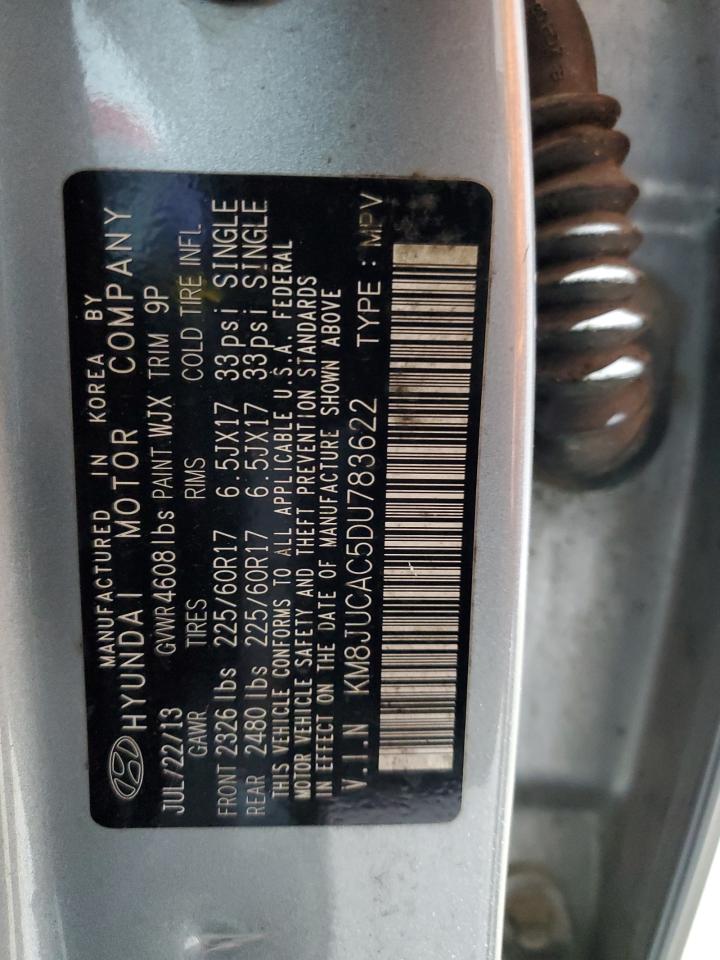 MANUFACTURED IN KOREA BY
HYUNDAI MOTOR COMPANY
JUL/22/13 GVWR4608 lbs PAINT WJX TRIM 9P
GAWR TIRES RIMS COLD TIRE INFL
FRONT 2326 lbs 225/60R17 6.5JX17 33psi SINGLE
REAR 2480 lbs 225/60R17 6.5JX17 33psi SINGLE
THIS VEHICLE CONFORMS TO ALL APPLICABLE U.S.A. FEDERAL
MOTOR VEHICLE SAFETY AND THEFT PREVENTION STANDARDS
IN EFFECT ON THE DATE OF MANUFACTURE SHOWN ABOVE
V.I.N KM8JUCAC5DU783622 TYPE : MPV